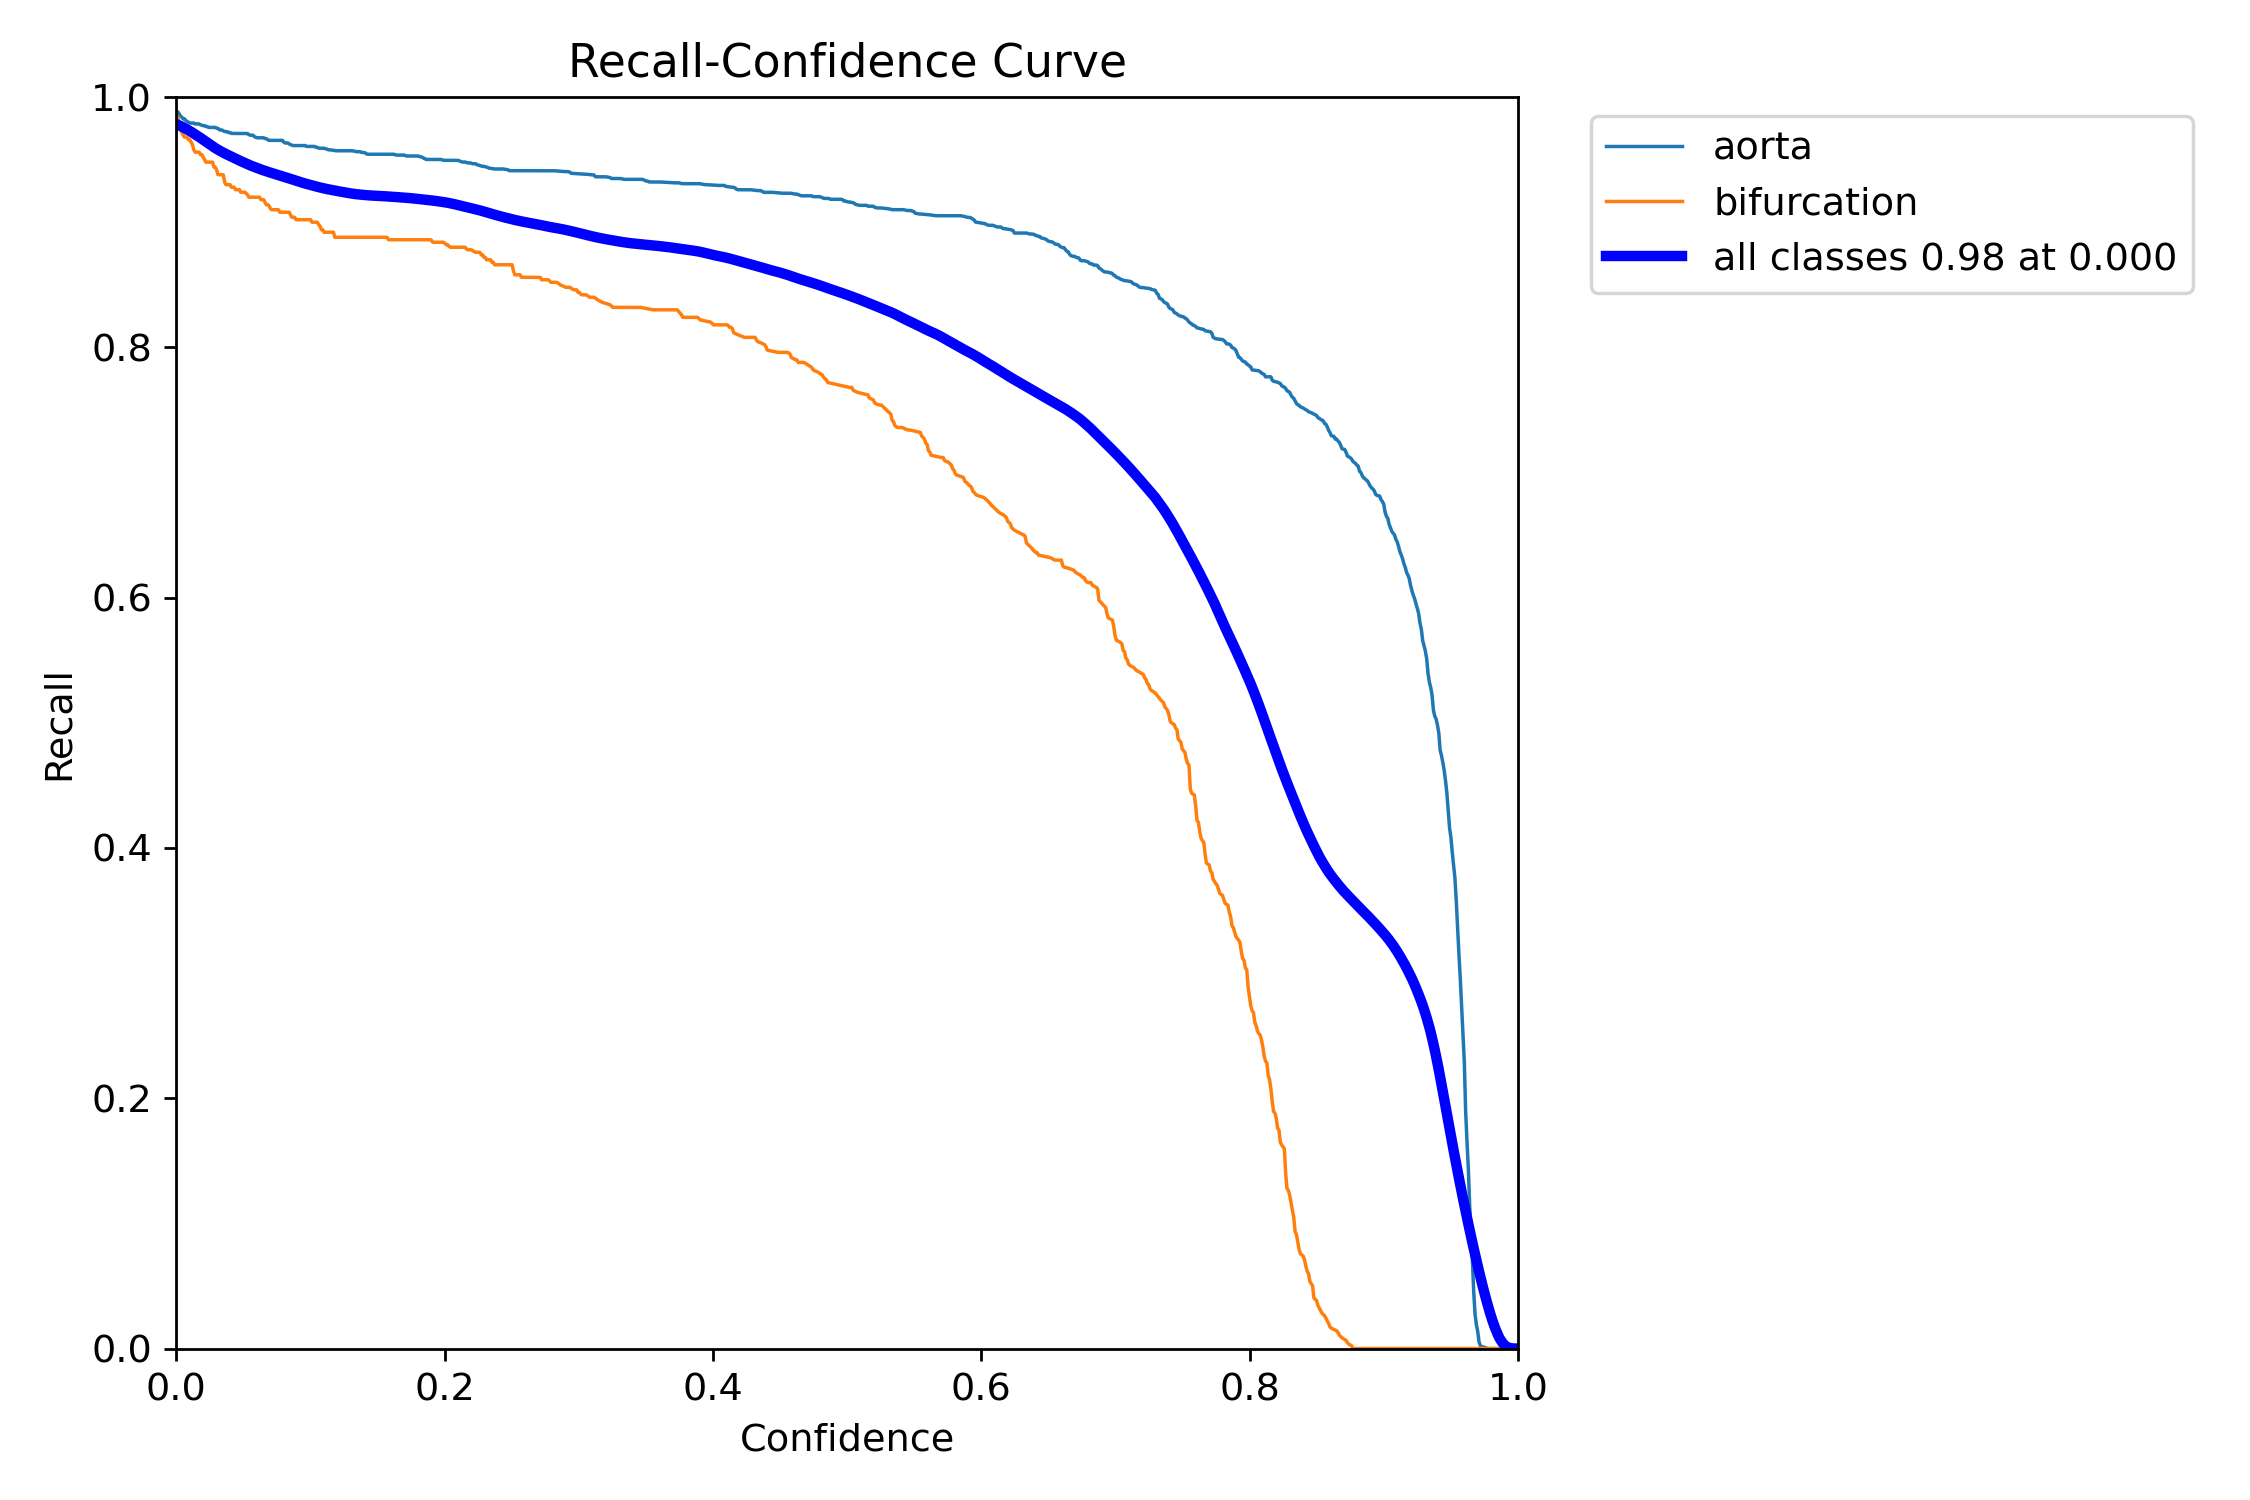 Recall-Confidence Curve
1.0
0.8
0.6
0.4
0.2
0.0
Recall
0.0 0.2 0.4 0.6 0.8 1.0
Confidence
aorta
bifurcation
all classes 0.98 at 0.000